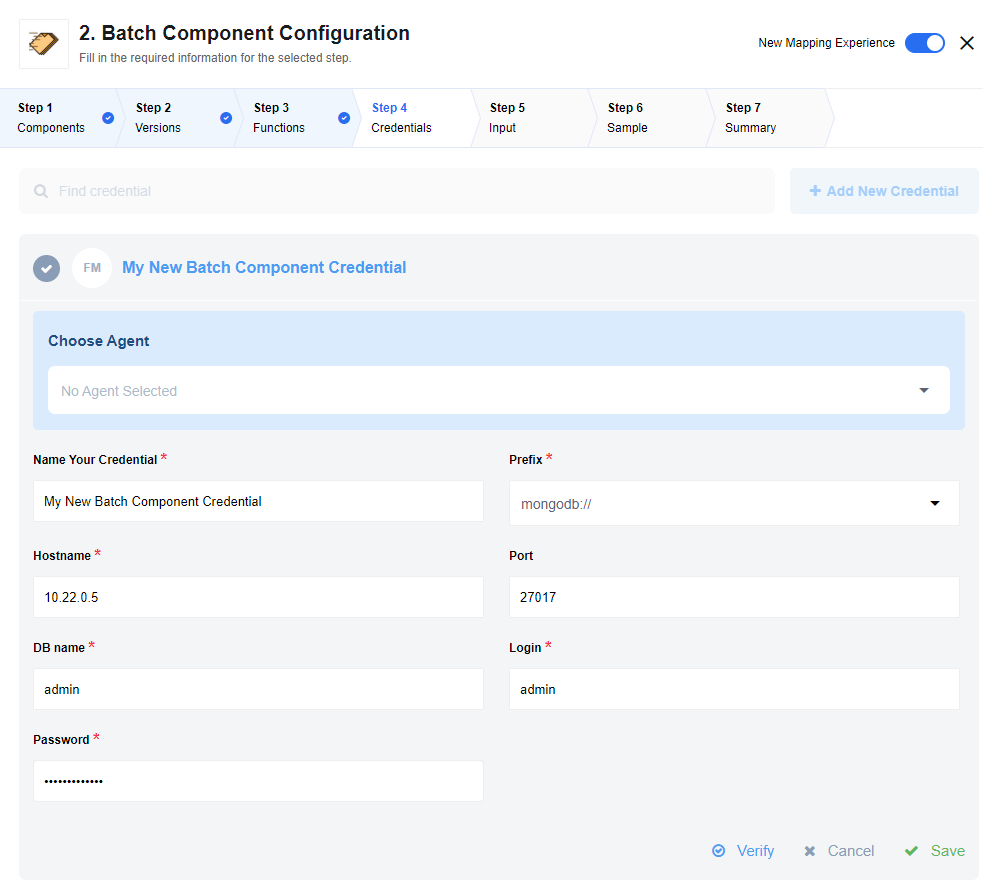 2. Batch Component Configuration
Fill in the required information for the selected step.
New Mapping Experience
Step 1
Components
Step 2
Versions
Step 3
Functions
Step 4
Credentials
Step 5
Input
Step 6
Sample
Step 7
Summary
Find credential
+ Add New Credential
FM My New Batch Component Credential
Choose Agent
No Agent Selected
Name Your Credential *
My New Batch Component Credential
Prefix *
mongodb://
Hostname *
10.22.0.5
Port
27017
DB name *
admin
Login *
admin
Password *
•••••••••••••
Verify
Cancel
Save